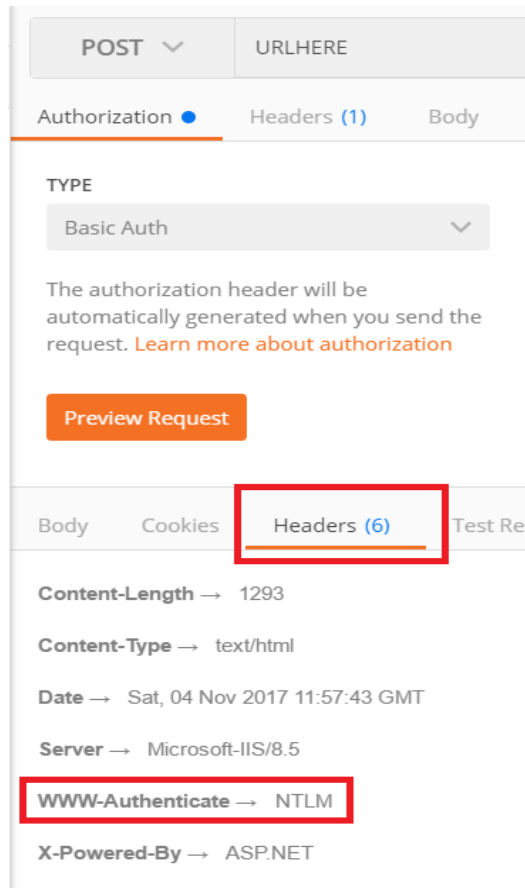 POST URLHERE
Authorization Headers (1) Body
TYPE
Basic Auth
The authorization header will be
automatically generated when you send the
request. Learn more about authorization
Preview Request
Body Cookies Headers (6) Test Re
Content-Length → 1293
Content-Type → text/html
Date → Sat, 04 Nov 2017 11:57:43 GMT
Server → Microsoft-IIS/8.5
WWW-Authenticate → NTLM
X-Powered-By → ASP.NET